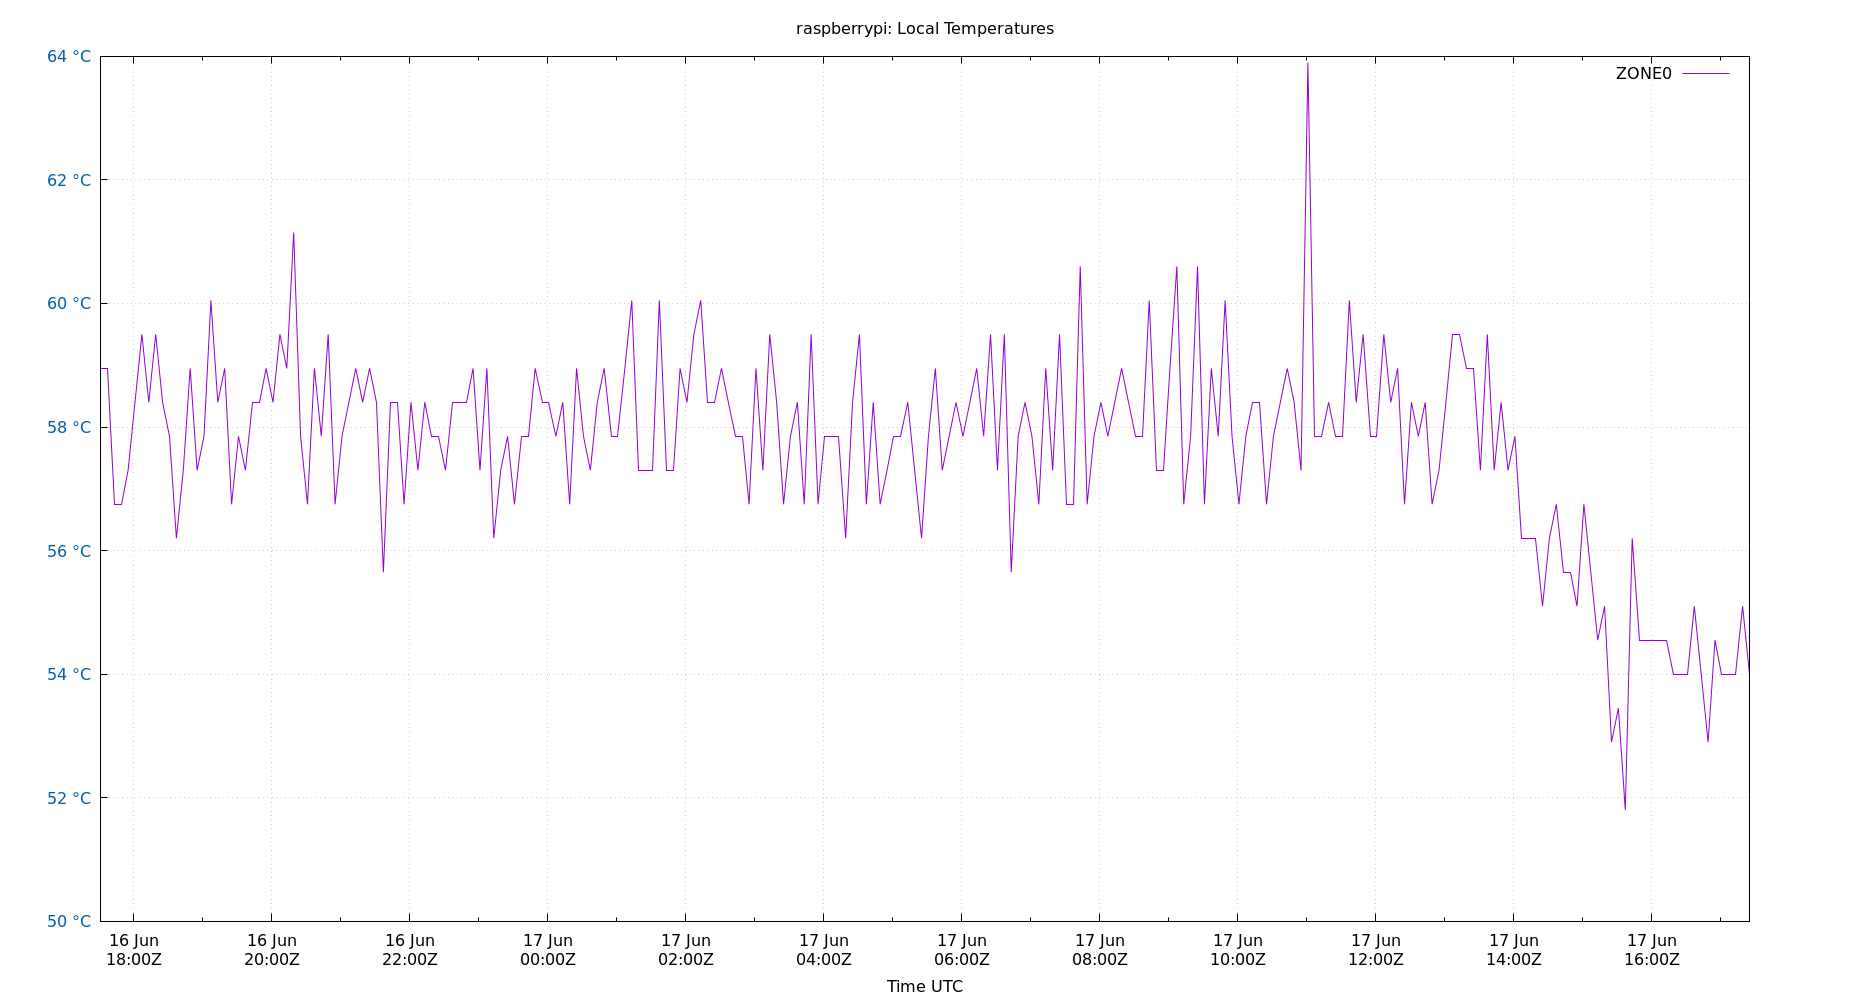 raspberrypi: Local Temperatures
64 °C
ZONE0
62 °C
60 °C
58 °C
56 °C
54 °C
52 °C
50 °C
16 Jun 16 Jun 16 Jun 17 Jun 17 Jun 17 Jun 17 Jun 17 Jun 17 Jun 17 Jun 17 Jun 17 Jun
18:00Z 20:00Z 22:00Z 00:00Z 02:00Z 04:00Z 06:00Z 08:00Z 10:00Z 12:00Z 14:00Z 16:00Z
Time UTC